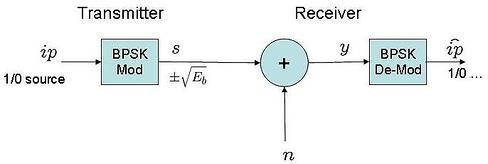 Transmitter
Receiver
ip
1/0 source
BPSK
Mod
s
±√E_b
+
y
BPSK
De-Mod
îp
1/0 ...
n